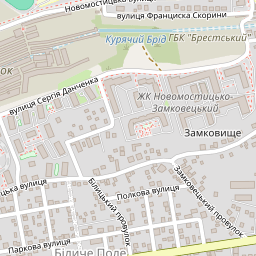 Новомостицька вулиця
вулиця Франциска Скорини
Курячий Брід
ГБК "Брестський"
вулиця Сергія Данченка
ЖК Новомостицько-
Замковецький
Замковище
Білицький
провулок
Полкова вулиця
Замковецький провулок
Паркова вулиця
Біличе Поле